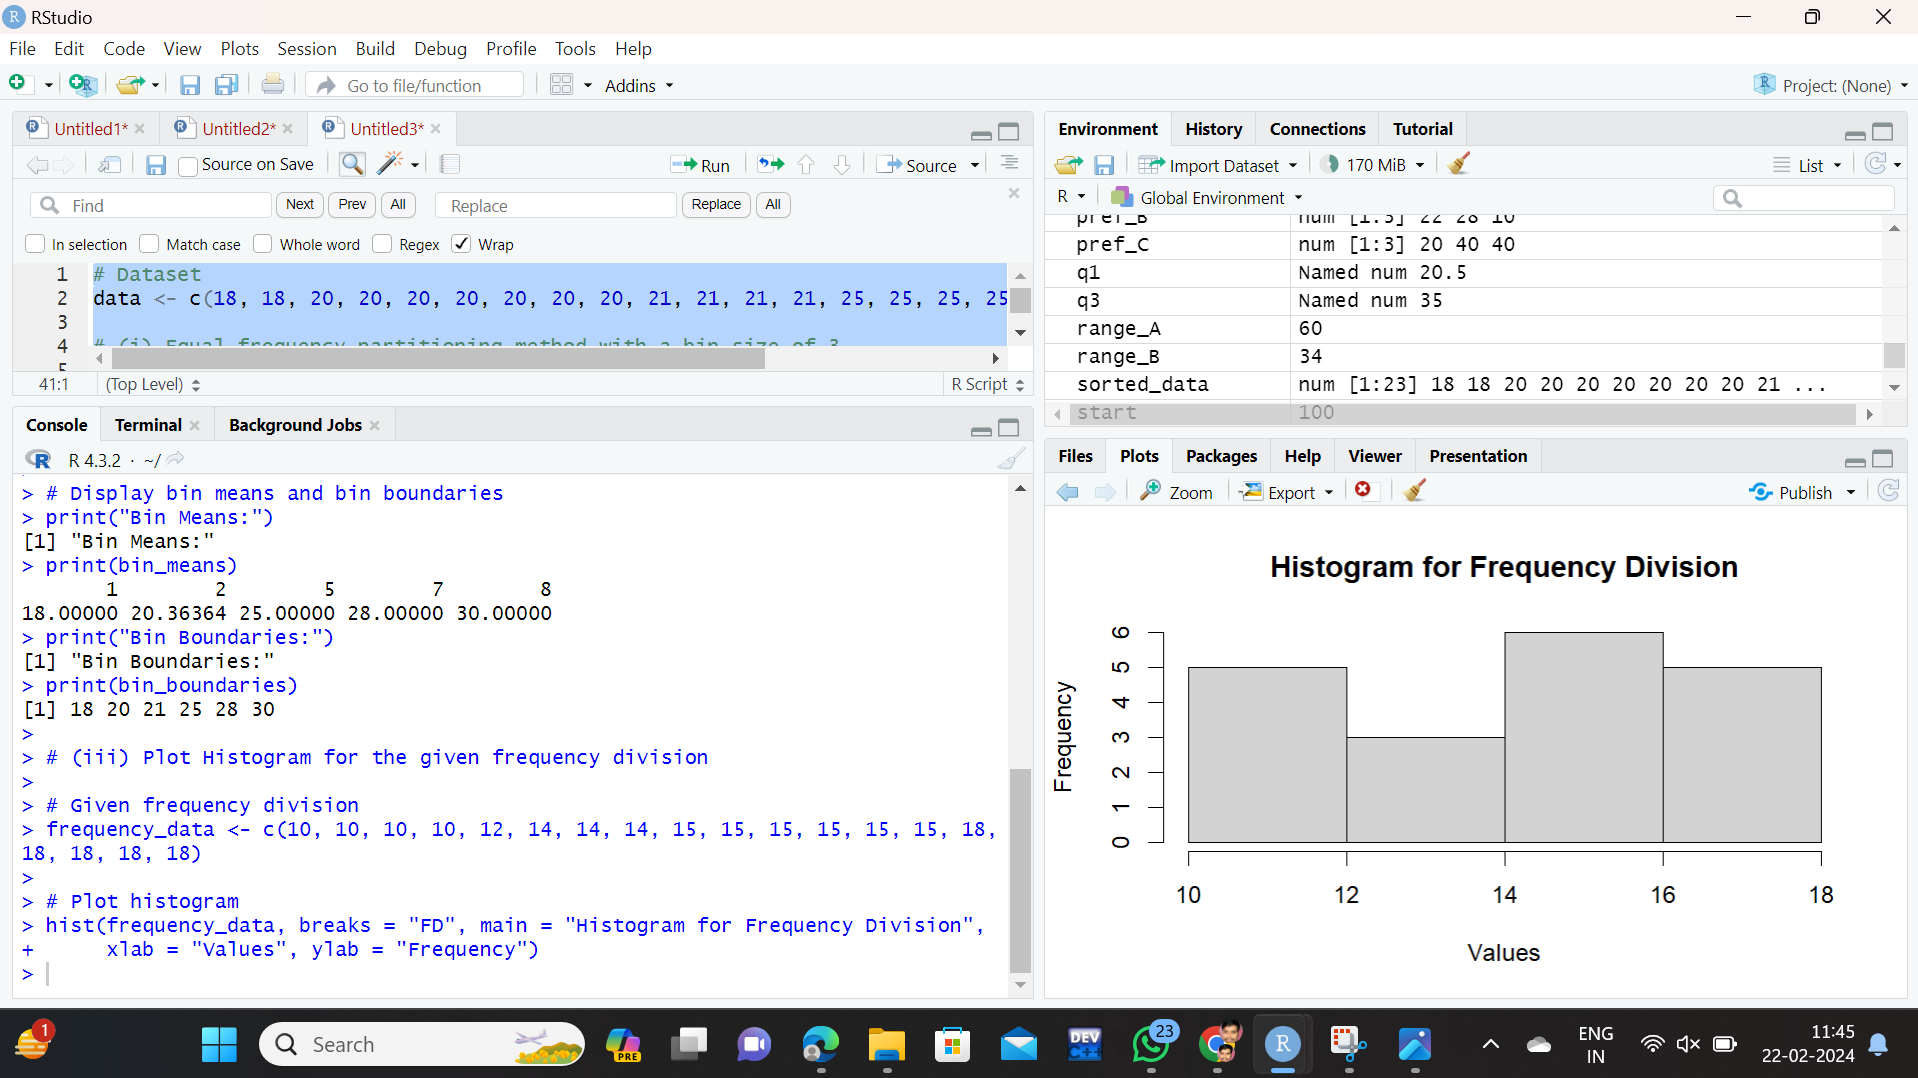 RStudio
File Edit Code View Plots Session Build Debug Profile Tools Help
Go to file/function Addins Project: (None)
Untitled1* Untitled2* Untitled3*
Source on Save Run Source
Find Next Prev All Replace Replace All
In selection Match case Whole word Regex Wrap
1 # Dataset
2 data <- c(18, 18, 20, 20, 20, 20, 20, 20, 20, 21, 21, 21, 21, 25, 25, 25, 25
3
4 # (i) Equal frequency partitioning method with a bin size of 3
5
41:1 (Top Level) R Script
Console Terminal Background Jobs
R 4.3.2 · ~/
> # Display bin means and bin boundaries
> print("Bin Means:")
[1] "Bin Means:"
> print(bin_means)
1 2 5 7 8
18.00000 20.36364 25.00000 28.00000 30.00000
> print("Bin Boundaries:")
[1] "Bin Boundaries:"
> print(bin_boundaries)
[1] 18 20 21 25 28 30
>
> # (iii) Plot Histogram for the given frequency division
>
> # Given frequency division
> frequency_data <- c(10, 10, 10, 10, 12, 14, 14, 14, 15, 15, 15, 15, 15, 15, 18,
18, 18, 18, 18)
>
> # Plot histogram
> hist(frequency_data, breaks = "FD", main = "Histogram for Frequency Division",
+ xlab = "Values", ylab = "Frequency")
>
Environment History Connections Tutorial
Import Dataset 170 MiB List
R Global Environment
pref_B num [1:3] 22 28 10
pref_C num [1:3] 20 40 40
q1 Named num 20.5
q3 Named num 35
range_A 60
range_B 34
sorted_data num [1:23] 18 18 20 20 20 20 20 20 20 21 ...
start 100
Files Plots Packages Help Viewer Presentation
Zoom Export Publish
Histogram for Frequency Division
Frequency
6
5
4
3
2
1
0
10 12 14 16 18
Values
1 Search PRE DEV C++ 23 R ENG
IN 11:45
22-02-2024